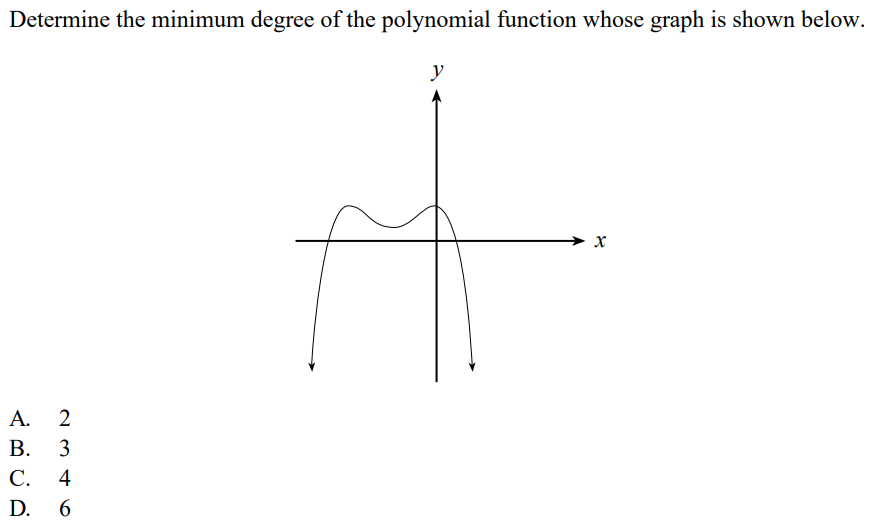 Determine the minimum degree of the polynomial function whose graph is shown below.
y
x
A. 2
B. 3
C. 4
D. 6